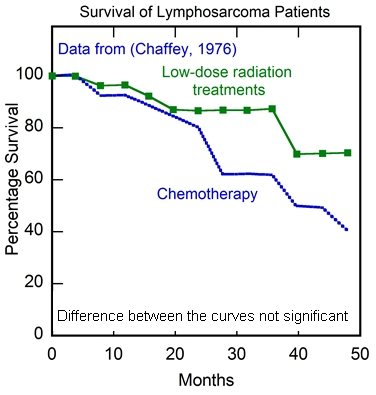 Survival of Lymphosarcoma Patients
Data from (Chaffey, 1976)
Low-dose radiation
treatments
Chemotherapy
Difference between the curves not significant
Percentage Survival
100
80
60
40
20
0
0 10 20 30 40 50
Months